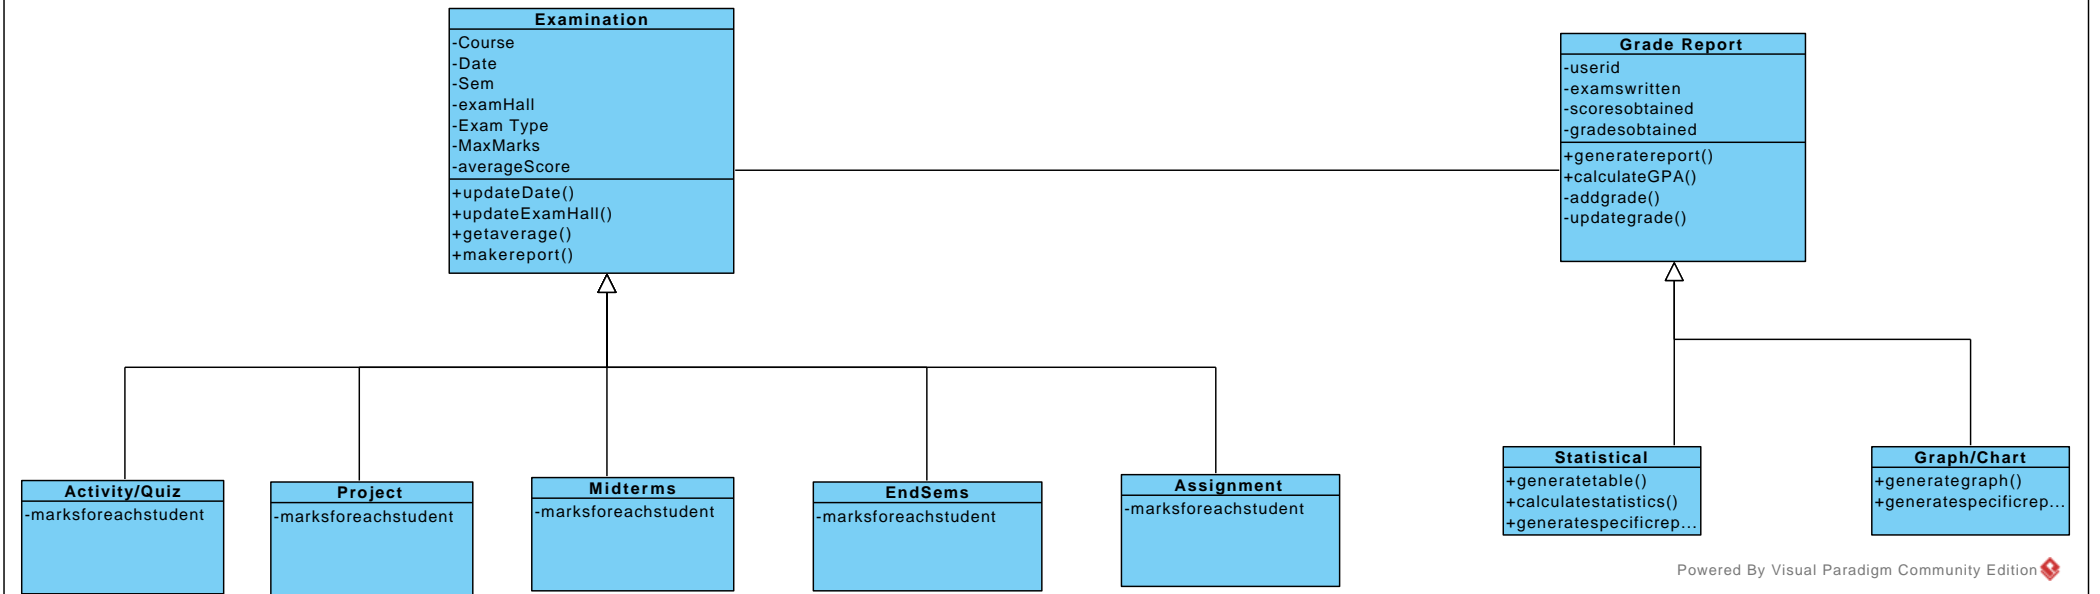 Examination
-Course
-Date
-Sem
-examHall
-Exam Type
-MaxMarks
-averageScore
+updateDate()
+updateExamHall()
+getaverage()
+makereport()
Grade Report
-userid
-examswritten
-scoresobtained
-gradesobtained
+generatereport()
+calculateGPA()
-addgrade()
-updategrade()
Activity/Quiz
-marksforeachstudent
Project
-marksforeachstudent
Midterms
-marksforeachstudent
EndSems
-marksforeachstudent
Assignment
-marksforeachstudent
Statistical
+generatetable()
+calculatestatistics()
+generatespecificrep...
Graph/Chart
+generategraph()
+generatespecificrep...
Powered By Visual Paradigm Community Edition